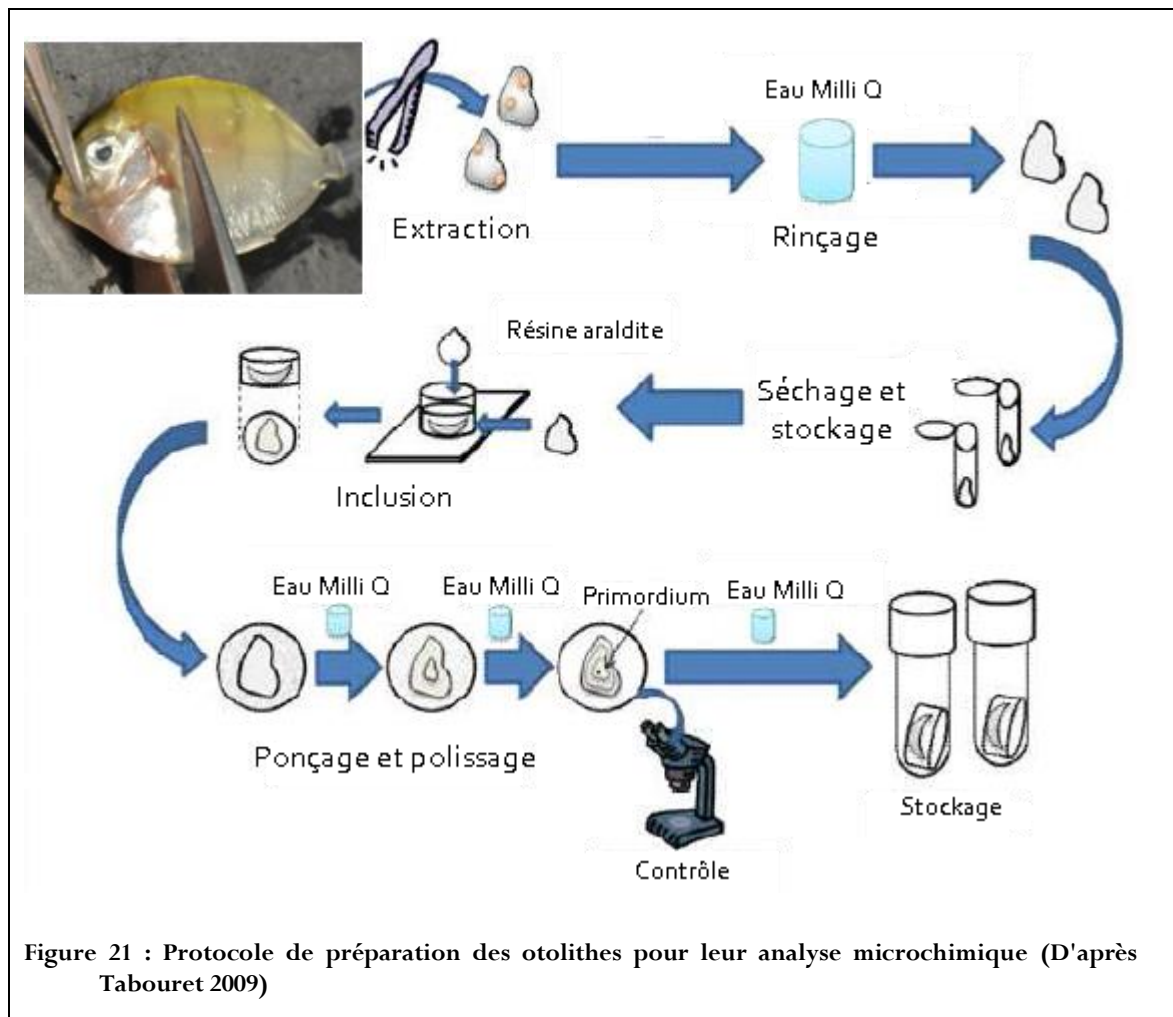 Eau Milli Q
Extraction
Rinçage
Résine araldite
Séchage et
stockage
Inclusion
Eau Milli Q
Eau Milli Q
Primordium
Eau Milli Q
Ponçage et polissage
Contrôle
Stockage
Figure 21 : Protocole de préparation des otolithes pour leur analyse microchimique (D'après
Tabouret 2009)